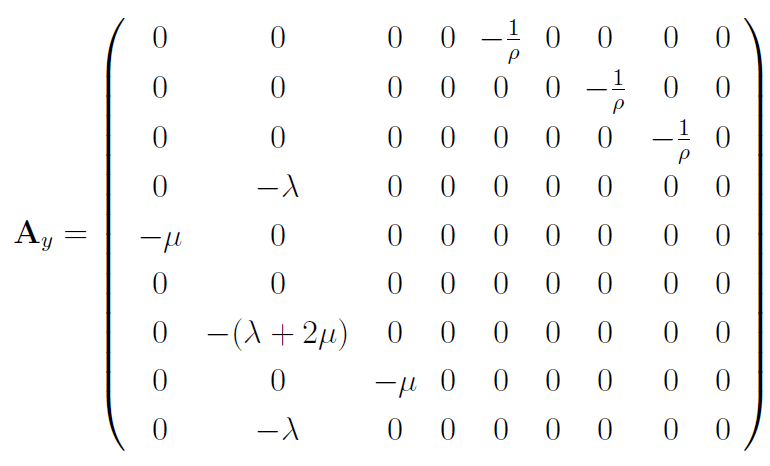 0 0 0 0 −1/ρ 0 0 0 0
0 0 0 0 0 0 −1/ρ 0 0
0 0 0 0 0 0 0 −1/ρ 0
0 −λ 0 0 0 0 0 0 0
A_y = −μ 0 0 0 0 0 0 0 0
0 0 0 0 0 0 0 0 0
0 −(λ + 2μ) 0 0 0 0 0 0 0
0 0 −μ 0 0 0 0 0 0
0 −λ 0 0 0 0 0 0 0